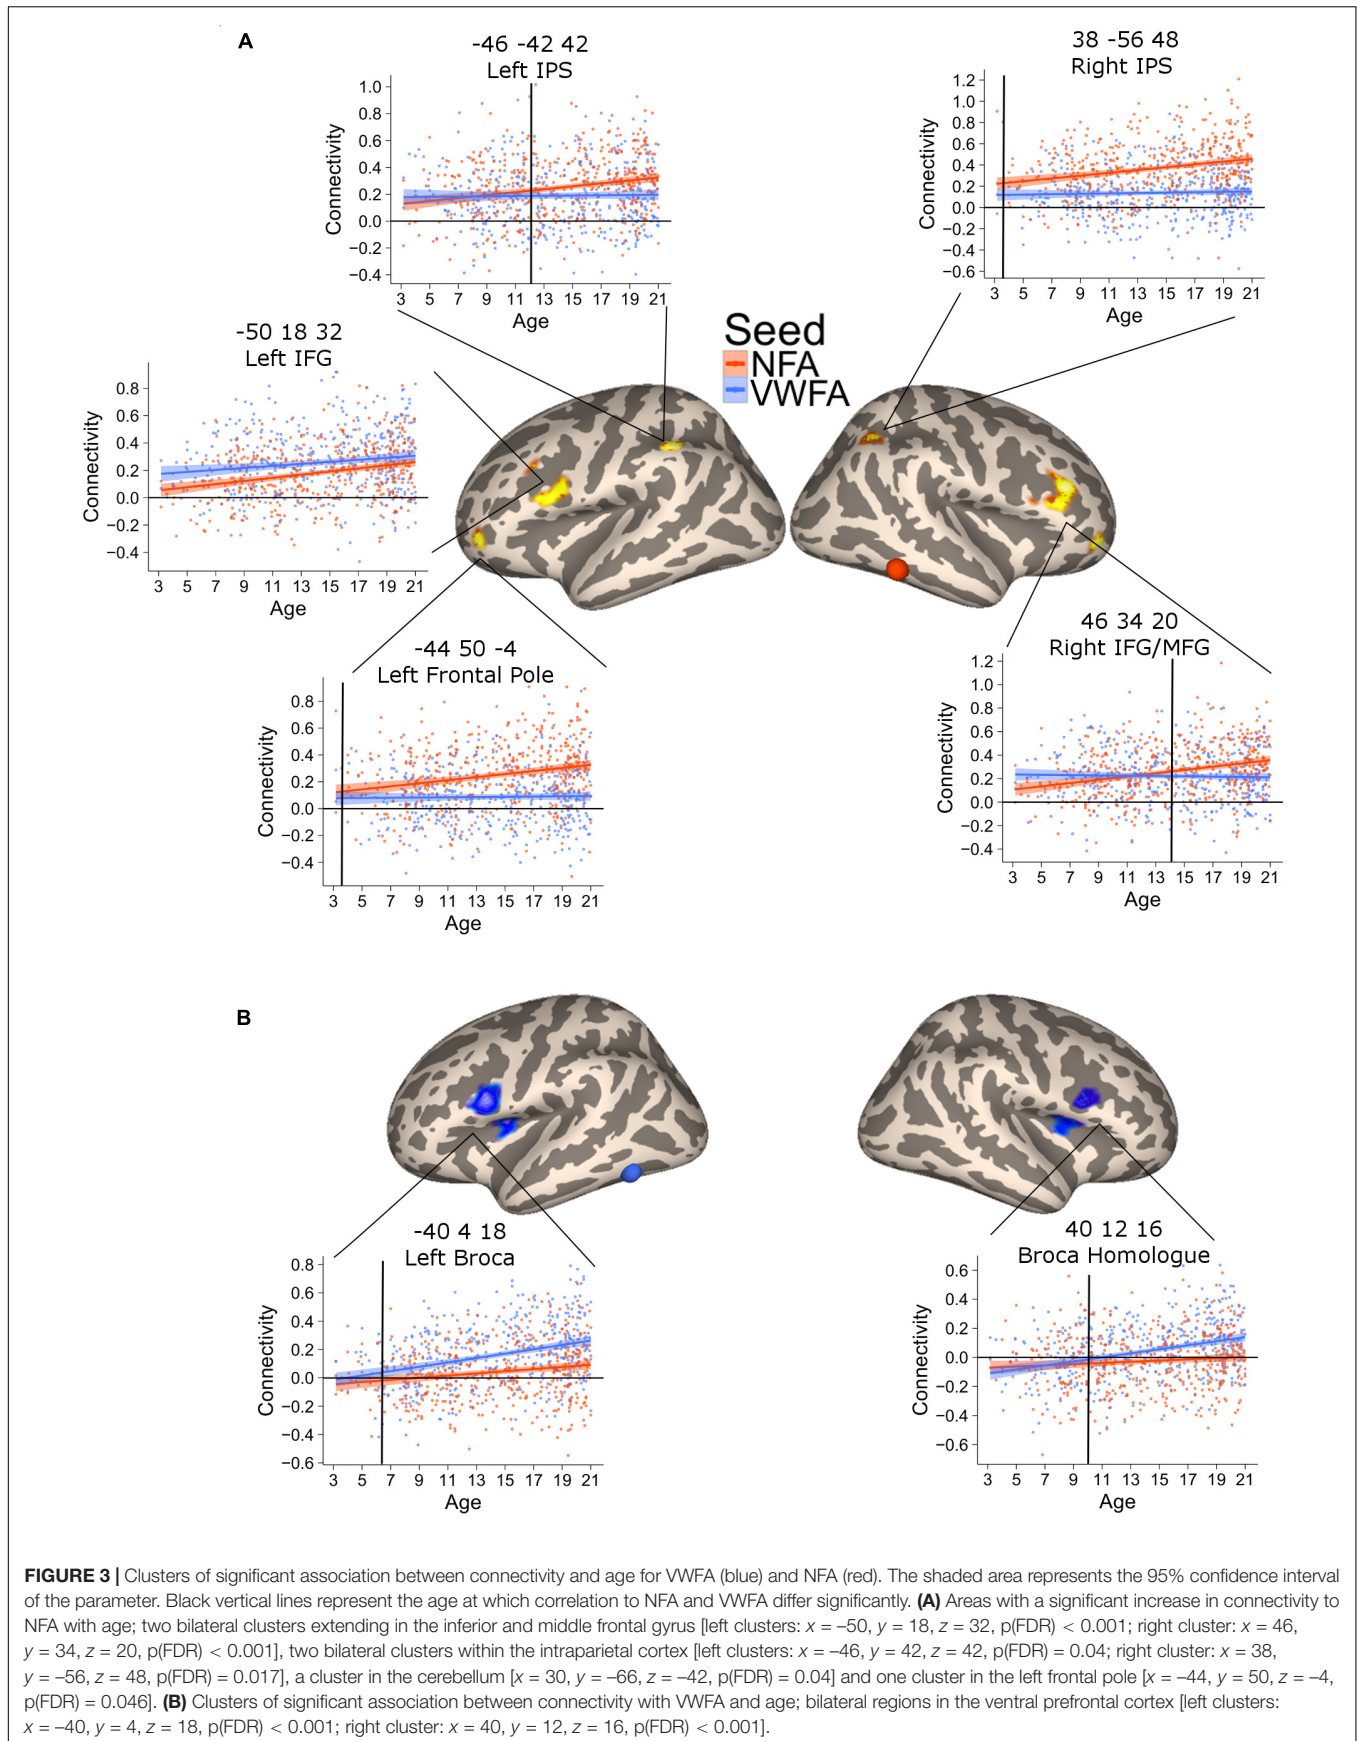 A
-46 -42 42
Left IPS
Connectivity
1.0
0.8
0.6
0.4
0.2
0.0
−0.2
−0.4
3 5 7 9 11 13 15 17 19 21
Age
38 -56 48
Right IPS
Connectivity
1.2
1.0
0.8
0.6
0.4
0.2
0.0
−0.2
−0.4
−0.6
3 5 7 9 11 13 15 17 19 21
Age
Seed
NFA
VWFA
-50 18 32
Left IFG
Connectivity
0.8
0.6
0.4
0.2
0.0
−0.2
−0.4
3 5 7 9 11 13 15 17 19 21
Age
-44 50 -4
Left Frontal Pole
Connectivity
0.8
0.6
0.4
0.2
0.0
−0.2
−0.4
3 5 7 9 11 13 15 17 19 21
Age
46 34 20
Right IFG/MFG
Connectivity
1.2
1.0
0.8
0.6
0.4
0.2
0.0
−0.2
−0.4
3 5 7 9 11 13 15 17 19 21
Age
B
-40 4 18
Left Broca
Connectivity
0.8
0.6
0.4
0.2
0.0
−0.2
−0.4
−0.6
3 5 7 9 11 13 15 17 19 21
Age
40 12 16
Broca Homologue
Connectivity
0.6
0.4
0.2
0.0
−0.2
−0.4
−0.6
3 5 7 9 11 13 15 17 19 21
Age
FIGURE 3 | Clusters of significant association between connectivity and age for VWFA (blue) and NFA (red). The shaded area represents the 95% confidence interval
of the parameter. Black vertical lines represent the age at which correlation to NFA and VWFA differ significantly. (A) Areas with a significant increase in connectivity to
NFA with age; two bilateral clusters extending in the inferior and middle frontal gyrus [left clusters: x = –50, y = 18, z = 32, p(FDR) < 0.001; right cluster: x = 46,
y = 34, z = 20, p(FDR) < 0.001], two bilateral clusters within the intraparietal cortex [left clusters: x = –46, y = 42, z = 42, p(FDR) = 0.04; right cluster: x = 38,
y = –56, z = 48, p(FDR) = 0.017], a cluster in the cerebellum [x = 30, y = –66, z = –42, p(FDR) = 0.04] and one cluster in the left frontal pole [x = –44, y = 50, z = –4,
p(FDR) = 0.046]. (B) Clusters of significant association between connectivity with VWFA and age; bilateral regions in the ventral prefrontal cortex [left clusters:
x = –40, y = 4, z = 18, p(FDR) < 0.001; right cluster: x = 40, y = 12, z = 16, p(FDR) < 0.001].